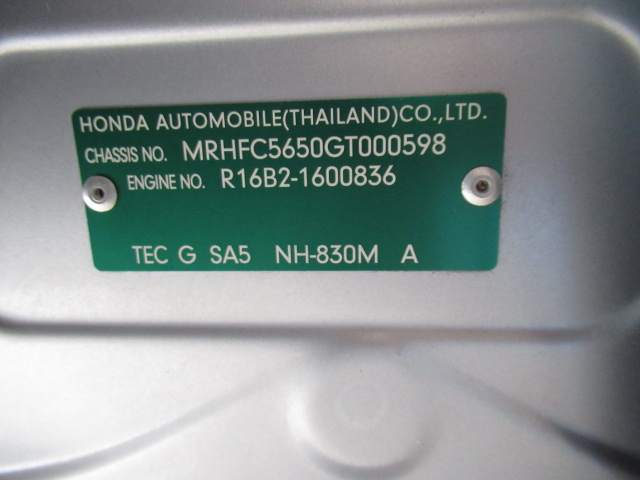 HONDA AUTOMOBILE(THAILAND)CO.,LTD.
CHASSIS NO. MRHFC5650GT000598
ENGINE NO. R16B2-1600836
TEC G SA5 NH-830M A